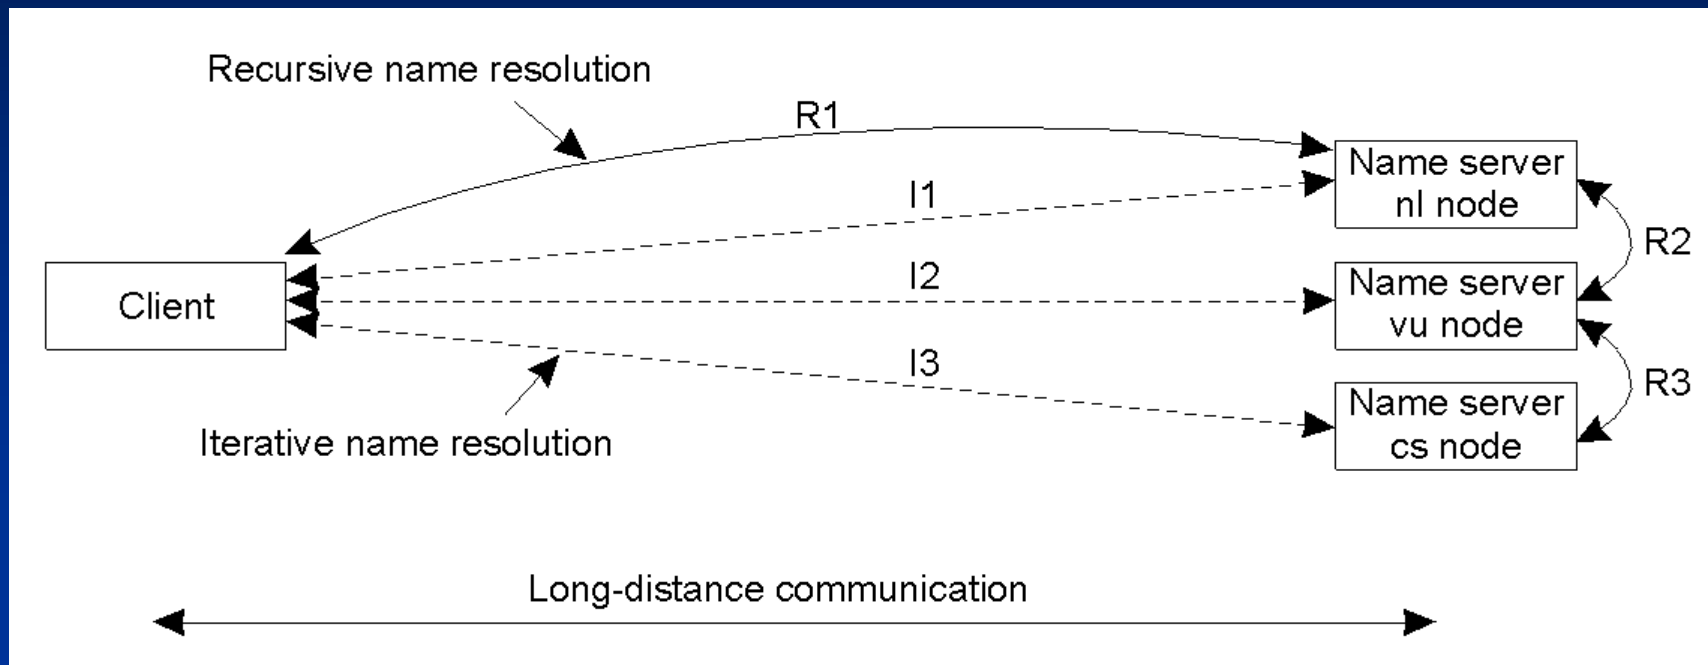 Recursive name resolution
R1
Name server
nl node
I1
R2
I2
Client
Name server
vu node
I3
R3
Name server
cs node
Iterative name resolution
Long-distance communication